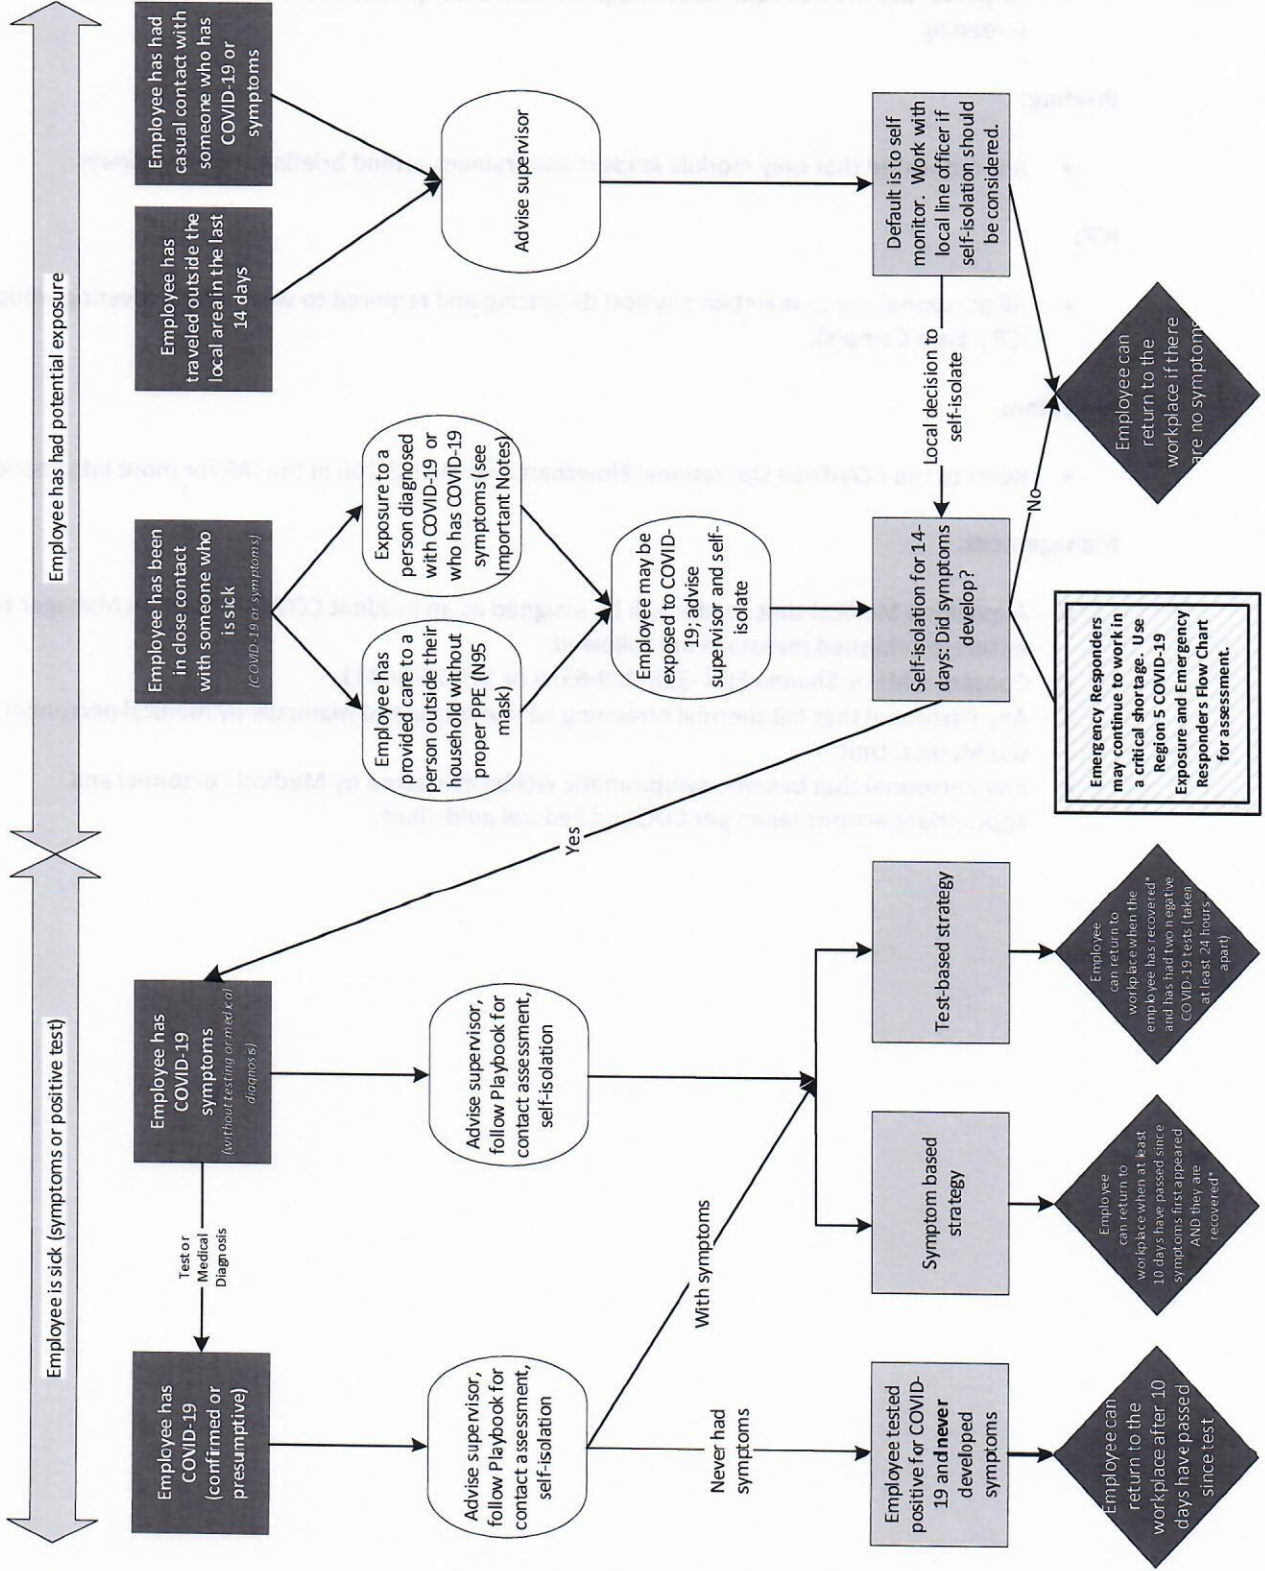 Employee is sick (symptoms or positive test)
Employee has had potential exposure
Employee has
COVID-19
(confirmed or
presumptive)
Test or
Medical
Diagnosis
Employee has
COVID-19
symptoms
(without testing or medical
diagnosis)
Employee has been
in close contact
with someone who
is sick
(COVID-19 or symptoms)
Employee has
traveled outside the
local area in the last
14 days
Employee has had
casual contact with
someone who has
COVID-19 or
symptoms
Advise supervisor,
follow Playbook for
contact assessment,
self-isolation
Advise supervisor,
follow Playbook for
contact assessment,
self-isolation
Employee has
provided care to a
person outside their
household without
proper PPE (N95
mask)
Exposure to a
person diagnosed
with COVID-19 or
who has COVID-19
symptoms (see
Important Notes)
Advise supervisor
Yes
Employee may be
exposed to COVID-
19; advise
supervisor and self-
isolate
Never had
symptoms
With symptoms
Employee tested
positive for COVID-
19 and never
developed
symptoms
Symptom based
strategy
Test-based strategy
Self-isolation for 14-
days: Did symptoms
develop?
Local decision to
self-isolate
Default is to self
monitor. Work with
local line officer if
self-isolation should
be considered.
No
Employee can
return to the
workplace after 10
days have passed
since test
Employee
can return to
workplace when at least
10 days have passed since
symptoms first appeared
AND they are
recovered*
Employee
can return to
workplace when the
employee has recovered*
and has had two negative
COVID-19 tests (taken
at least 24 hours
apart)
Emergency Responders
may continue to work in
a critical shortage. Use
Region 5 COVID-19
Exposure and Emergency
Responders Flow Chart
for assessment.
Employee can
return to the
workplace if there
are no symptoms